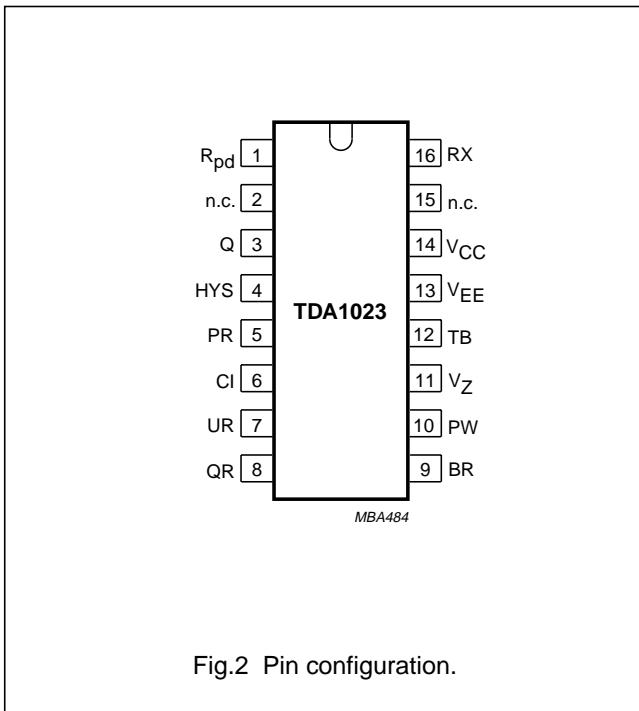 R_pd 1 16 RX
n.c. 2 15 n.c.
Q 3 14 V_CC
HYS 4 13 V_EE
TDA1023
PR 5 12 TB
CI 6 11 V_Z
UR 7 10 PW
QR 8 9 BR
MBA484
Fig.2 Pin configuration.